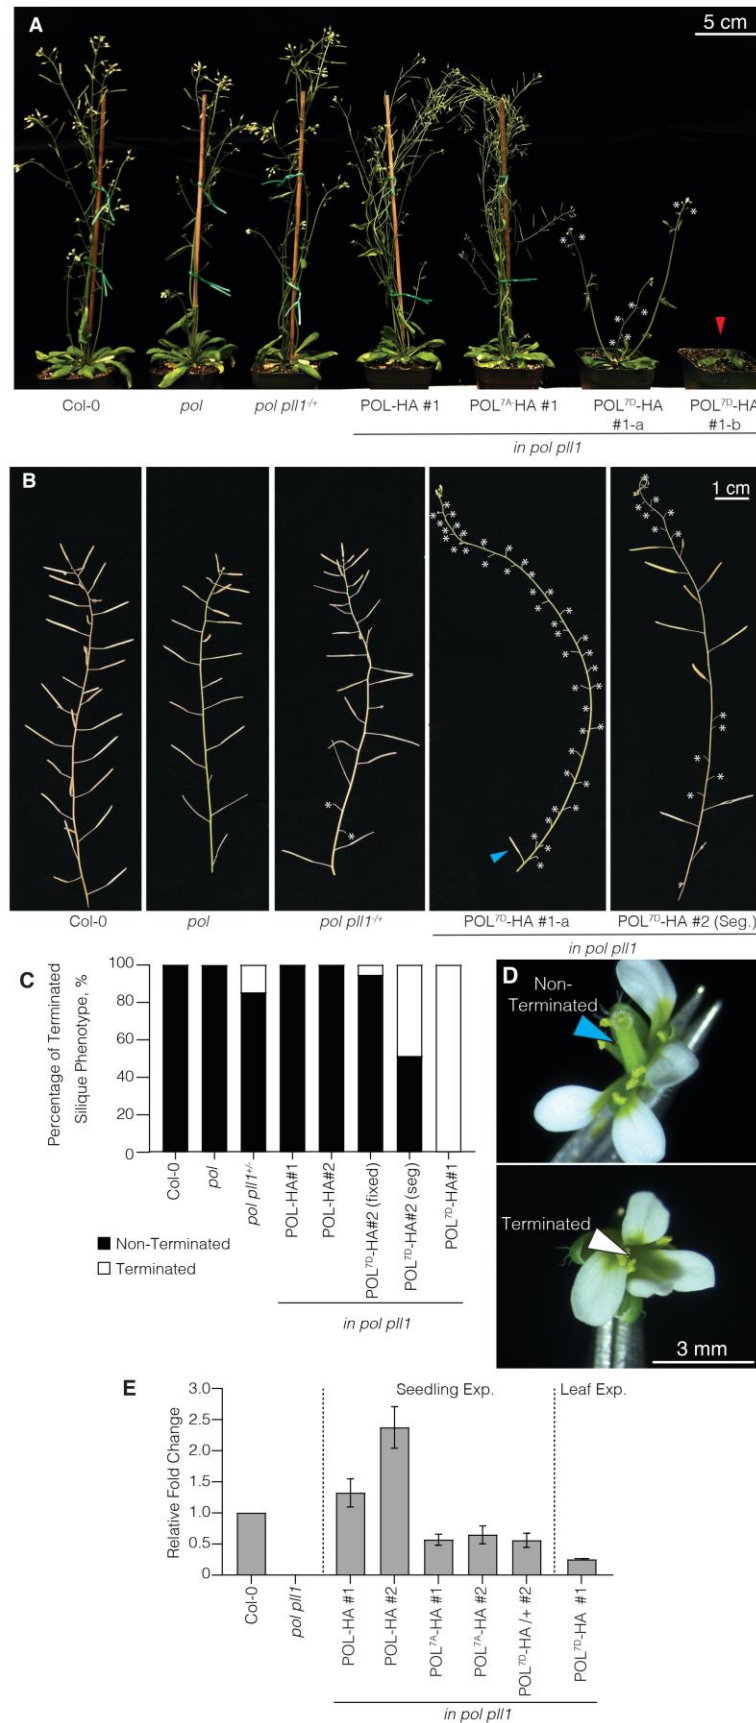 A
5 cm
Col-0
pol
pol pll1-/+
POL-HA #1
POL7A-HA #1
POL7D-HA
#1-a
POL7D-HA
#1-b
in pol pll1
B
1 cm
Col-0
pol
pol pll1-/+
POL7D-HA #1-a
POL7D-HA #2 (Seg.)
in pol pll1
C
Percentage of Terminated
Silique Phenotype, %
100
80
60
40
20
0
Col-0
pol
pol pll1+/-
POL-HA#1
POL-HA#2
POL7D-HA#2 (fixed)
POL7D-HA#2 (seg)
POL7D-HA#1
Non-Terminated
Terminated
in pol pll1
D
Non-
Terminated
Terminated
3 mm
E
Relative Fold Change
3.0
2.5
2.0
1.5
1.0
0.5
0
Seedling Exp.
Leaf Exp.
Col-0
pol pll1
POL-HA #1
POL-HA #2
POL7A-HA #1
POL7A-HA #2
POL7D-HA /+ #2
POL7D-HA #1
in pol pll1